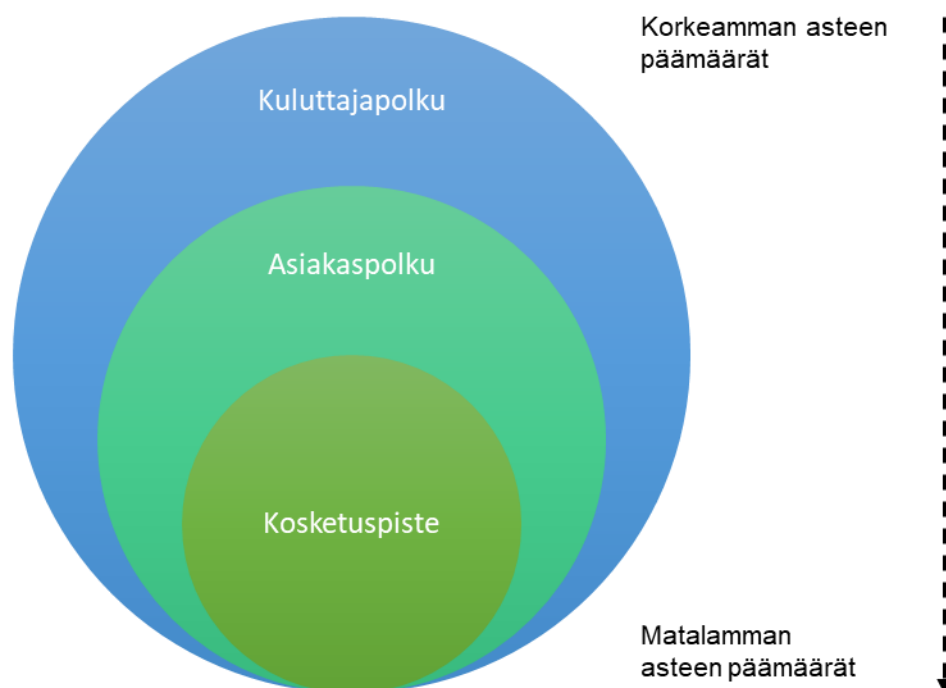 Korkeamman asteen
päämäärät
Kuluttajapolku
Asiakaspolku
Kosketuspiste
Matalamman
asteen päämäärät